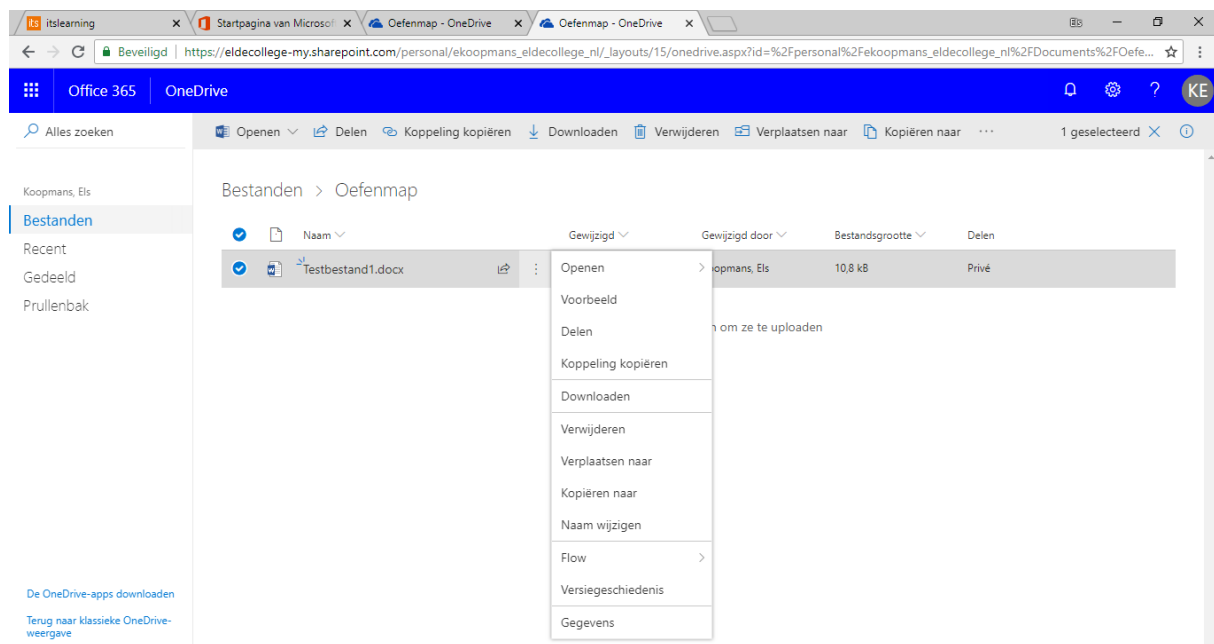 its itslearning
Startpagina van Microsof
Oefenmap - OneDrive
Oefenmap - OneDrive
Beveiligd https://eldecollege-my.sharepoint.com/personal/ekoopmans_eldecollege_nl/_layouts/15/onedrive.aspx?id=%2Fpersonal%2Fekoopmans_eldecollege_nl%2FDocuments%2FOefe...
Office 365 OneDrive ? KE
Alles zoeken
Openen Delen Koppeling kopiëren Downloaden Verwijderen Verplaatsen naar Kopiëren naar ... 1 geselecteerd
Koopmans, Els
Bestanden
Recent
Gedeeld
Prullenbak
De OneDrive-apps downloaden
Terug naar klassieke OneDrive-
weergave
Bestanden > Oefenmap
Naam Gewijzigd Gewijzigd door Bestandsgrootte Delen
Testbestand1.docx opmans, Els 10,8 kB Privé
om ze te uploaden
Openen
Voorbeeld
Delen
Koppeling kopiëren
Downloaden
Verwijderen
Verplaatsen naar
Kopiëren naar
Naam wijzigen
Flow
Versiegeschiedenis
Gegevens